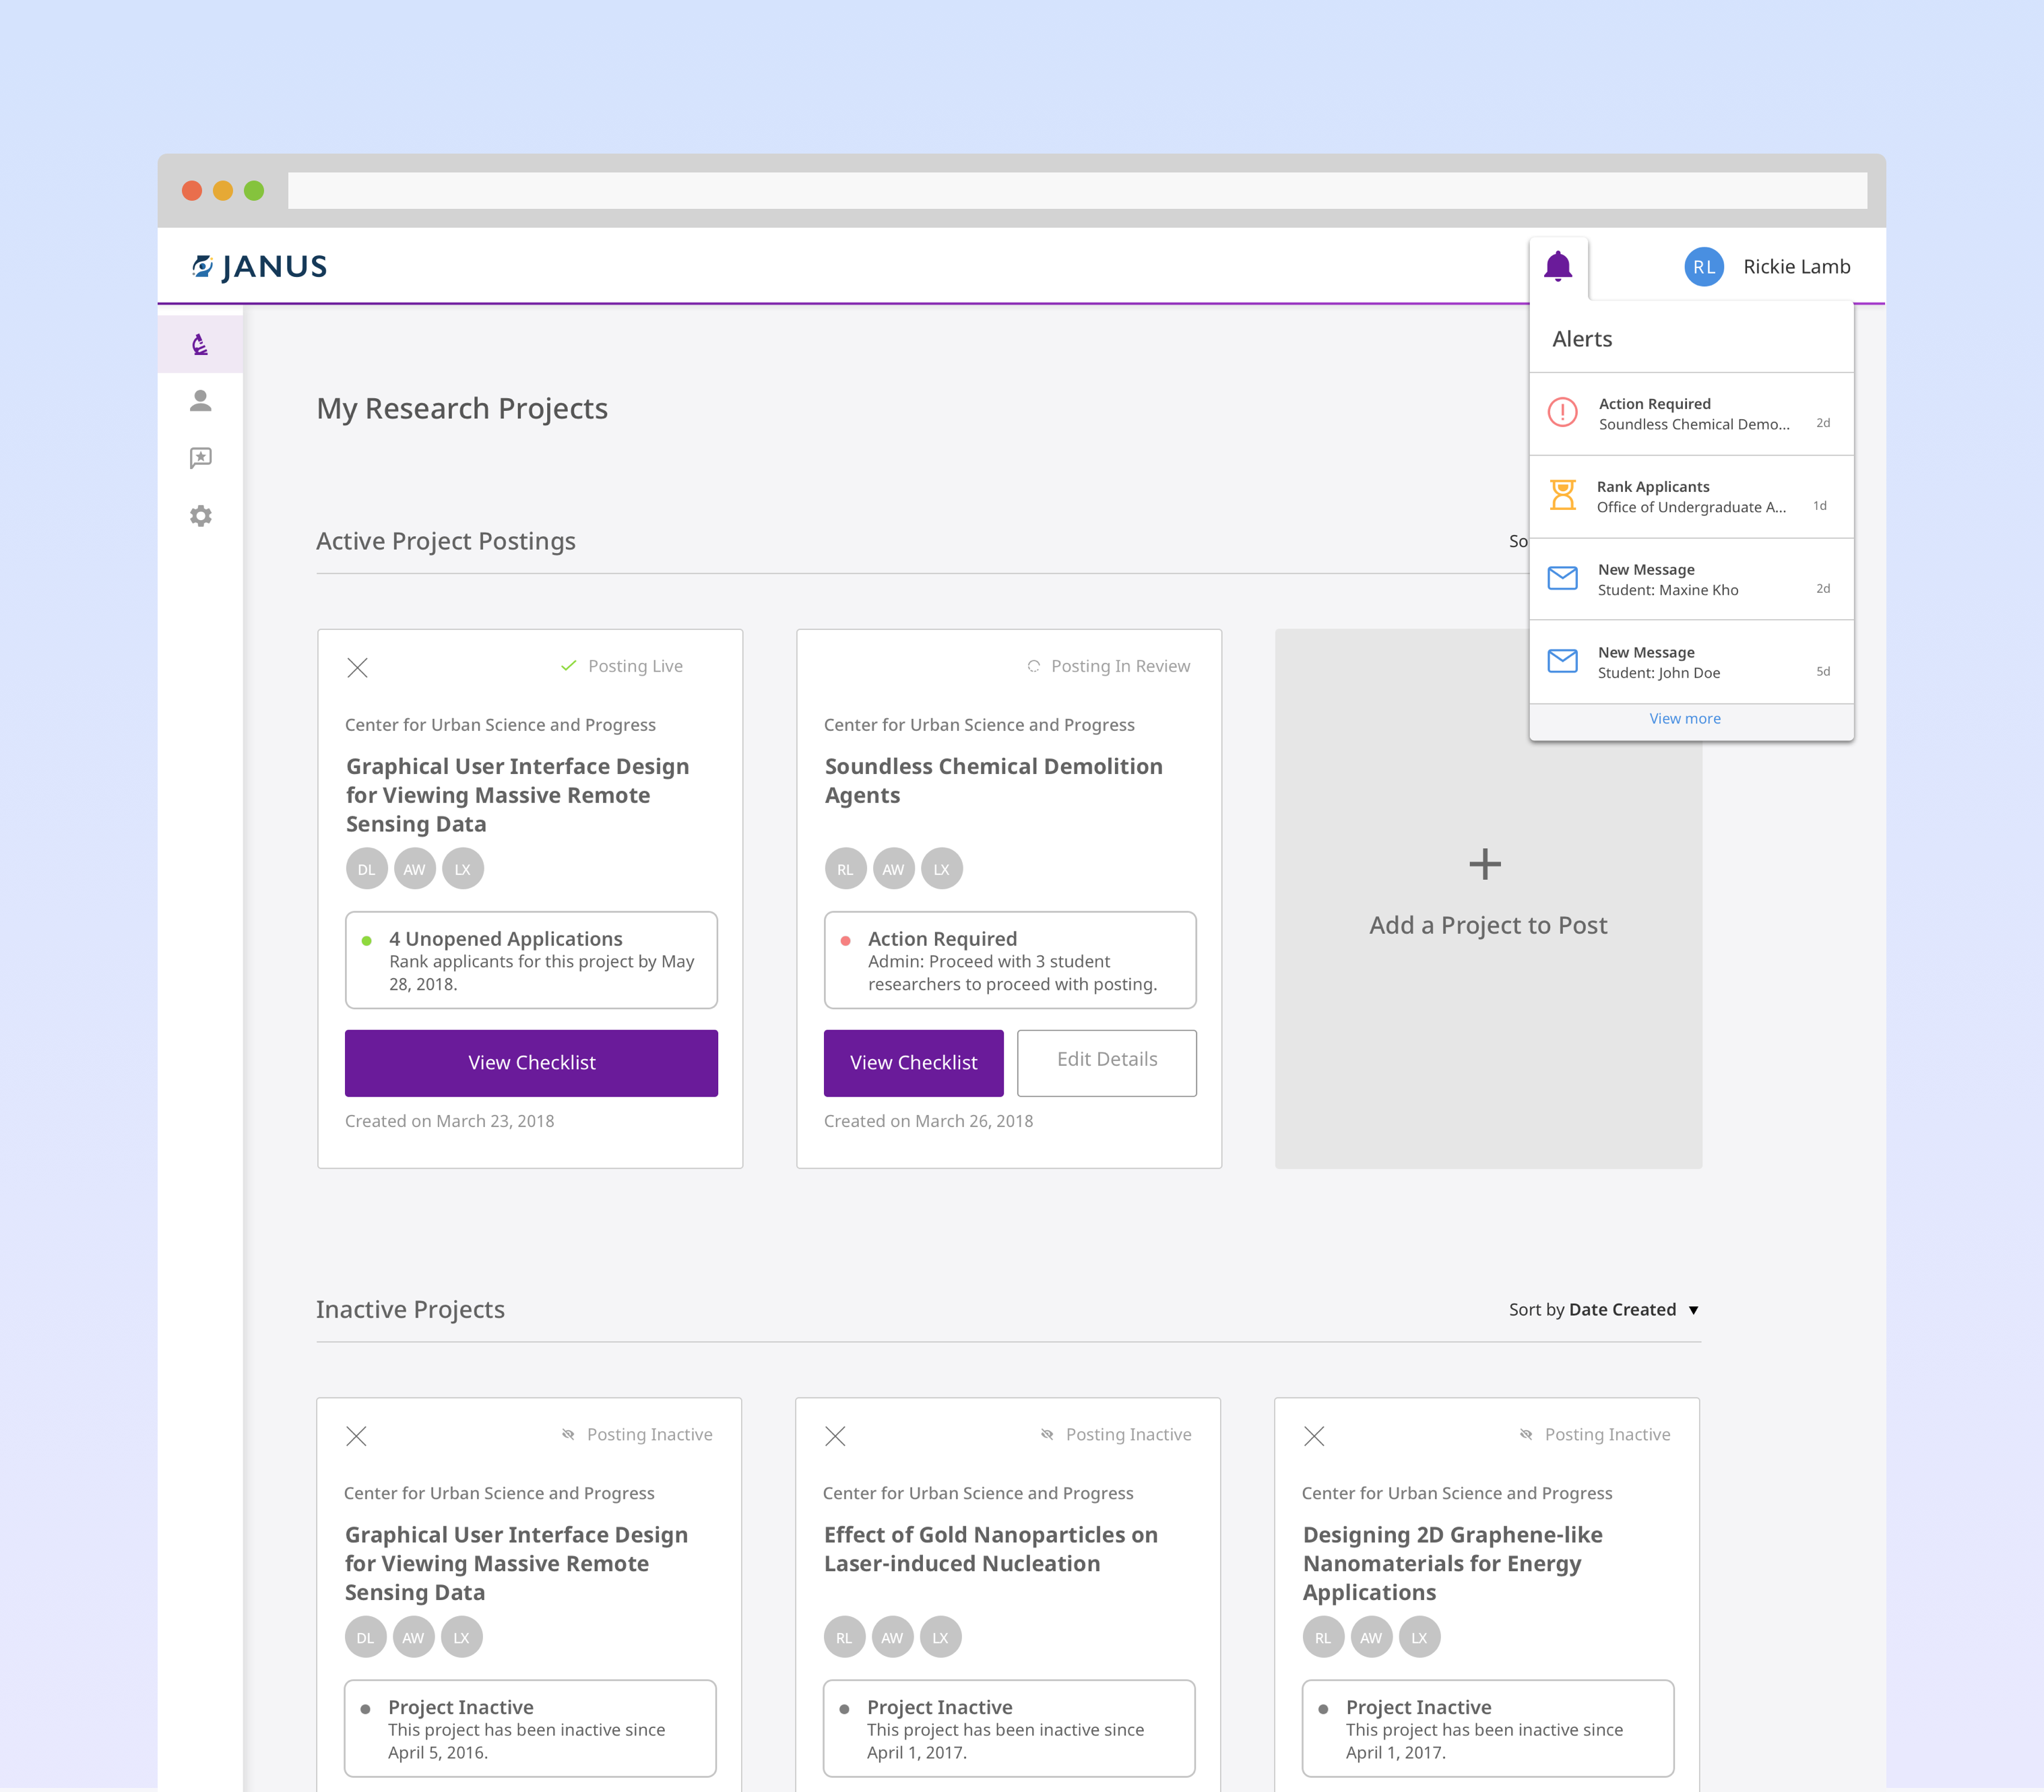 JANUS
RL
Rickie Lamb
Alerts
Action Required
Soundless Chemical Demo...
2d
Rank Applicants
Office of Undergraduate A...
1d
New Message
Student: Maxine Kho
2d
New Message
Student: John Doe
5d
View more
My Research Projects
Active Project Postings
So
Posting Live
Center for Urban Science and Progress
Graphical User Interface Design
for Viewing Massive Remote
Sensing Data
DL
AW
LX
4 Unopened Applications
Rank applicants for this project by May
28, 2018.
View Checklist
Created on March 23, 2018
Posting In Review
Center for Urban Science and Progress
Soundless Chemical Demolition
Agents
RL
AW
LX
Action Required
Admin: Proceed with 3 student
researchers to proceed with posting.
View Checklist
Edit Details
Created on March 26, 2018
Add a Project to Post
Inactive Projects
Sort by Date Created
Posting Inactive
Center for Urban Science and Progress
Graphical User Interface Design
for Viewing Massive Remote
Sensing Data
DL
AW
LX
Project Inactive
This project has been inactive since
April 5, 2016.
Posting Inactive
Center for Urban Science and Progress
Effect of Gold Nanoparticles on
Laser-induced Nucleation
RL
AW
LX
Project Inactive
This project has been inactive since
April 1, 2017.
Posting Inactive
Center for Urban Science and Progress
Designing 2D Graphene-like
Nanomaterials for Energy
Applications
RL
AW
LX
Project Inactive
This project has been inactive since
April 1, 2017.